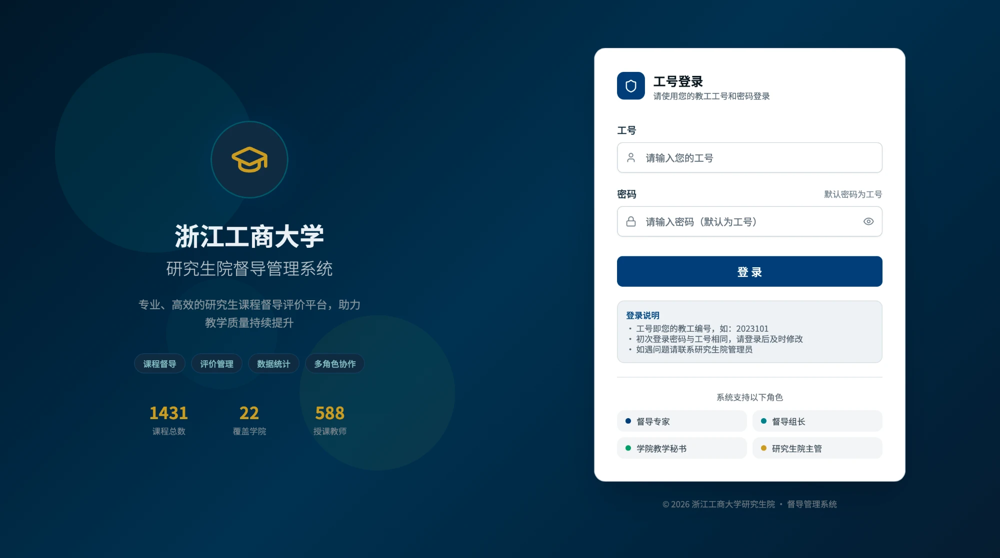 浙江工商大学
研究生院督导管理系统
专业、高效的研究生课程督导评价平台，助力
教学质量持续提升
课程督导 评价管理 数据统计 多角色协作
1431 22 588
课程总数 覆盖学院 授课教师
工号登录
请使用您的教工工号和密码登录
工号
请输入您的工号
密码 默认密码为工号
请输入密码（默认为工号）
登 录
登录说明
• 工号即您的教工编号，如：2023101
• 初次登录密码与工号相同，请登录后及时修改
• 如遇问题请联系研究生院管理员
系统支持以下角色
督导专家 督导组长
学院教学秘书 研究生院主管
© 2026 浙江工商大学研究生院 · 督导管理系统